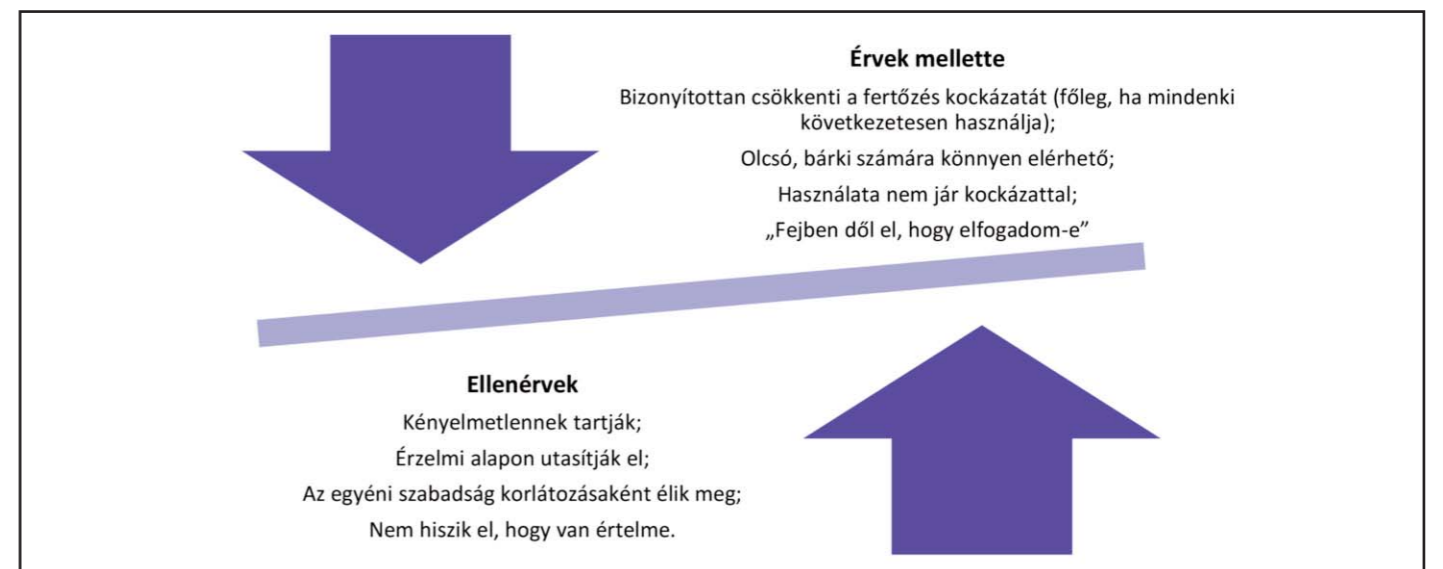 Érvek mellette
Bizonyítottan csökkenti a fertőzés kockázatát (főleg, ha mindenki
következetesen használja);
Olcsó, bárki számára könnyen elérhető;
Használata nem jár kockázattal;
„Fejben dől el, hogy elfogadom-e”
Ellenérvek
Kényelmetlennek tartják;
Érzelmi alapon utasítják el;
Az egyéni szabadság korlátozásaként élik meg;
Nem hiszik el, hogy van értelme.